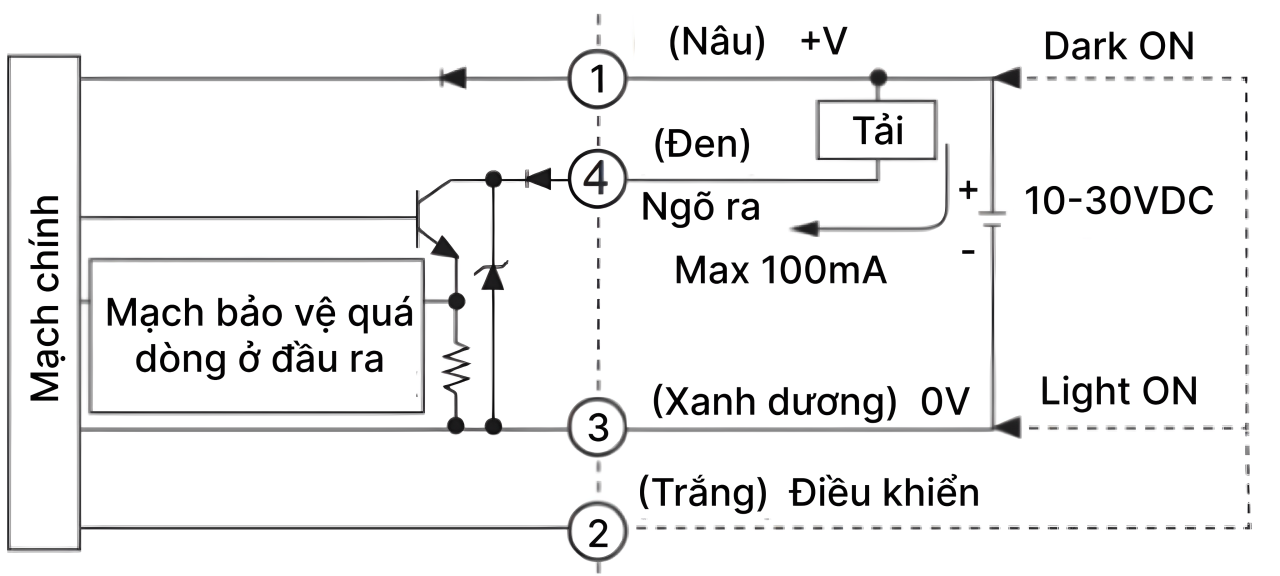 (Nâu) +V
Dark ON
1
Tải
(Đen)
4
Ngõ ra
+
10-30VDC
-
Max 100mA
Mạch chính
Mạch bảo vệ quá
dòng ở đầu ra
(Xanh dương) 0V
Light ON
3
(Trắng) Điều khiển
2